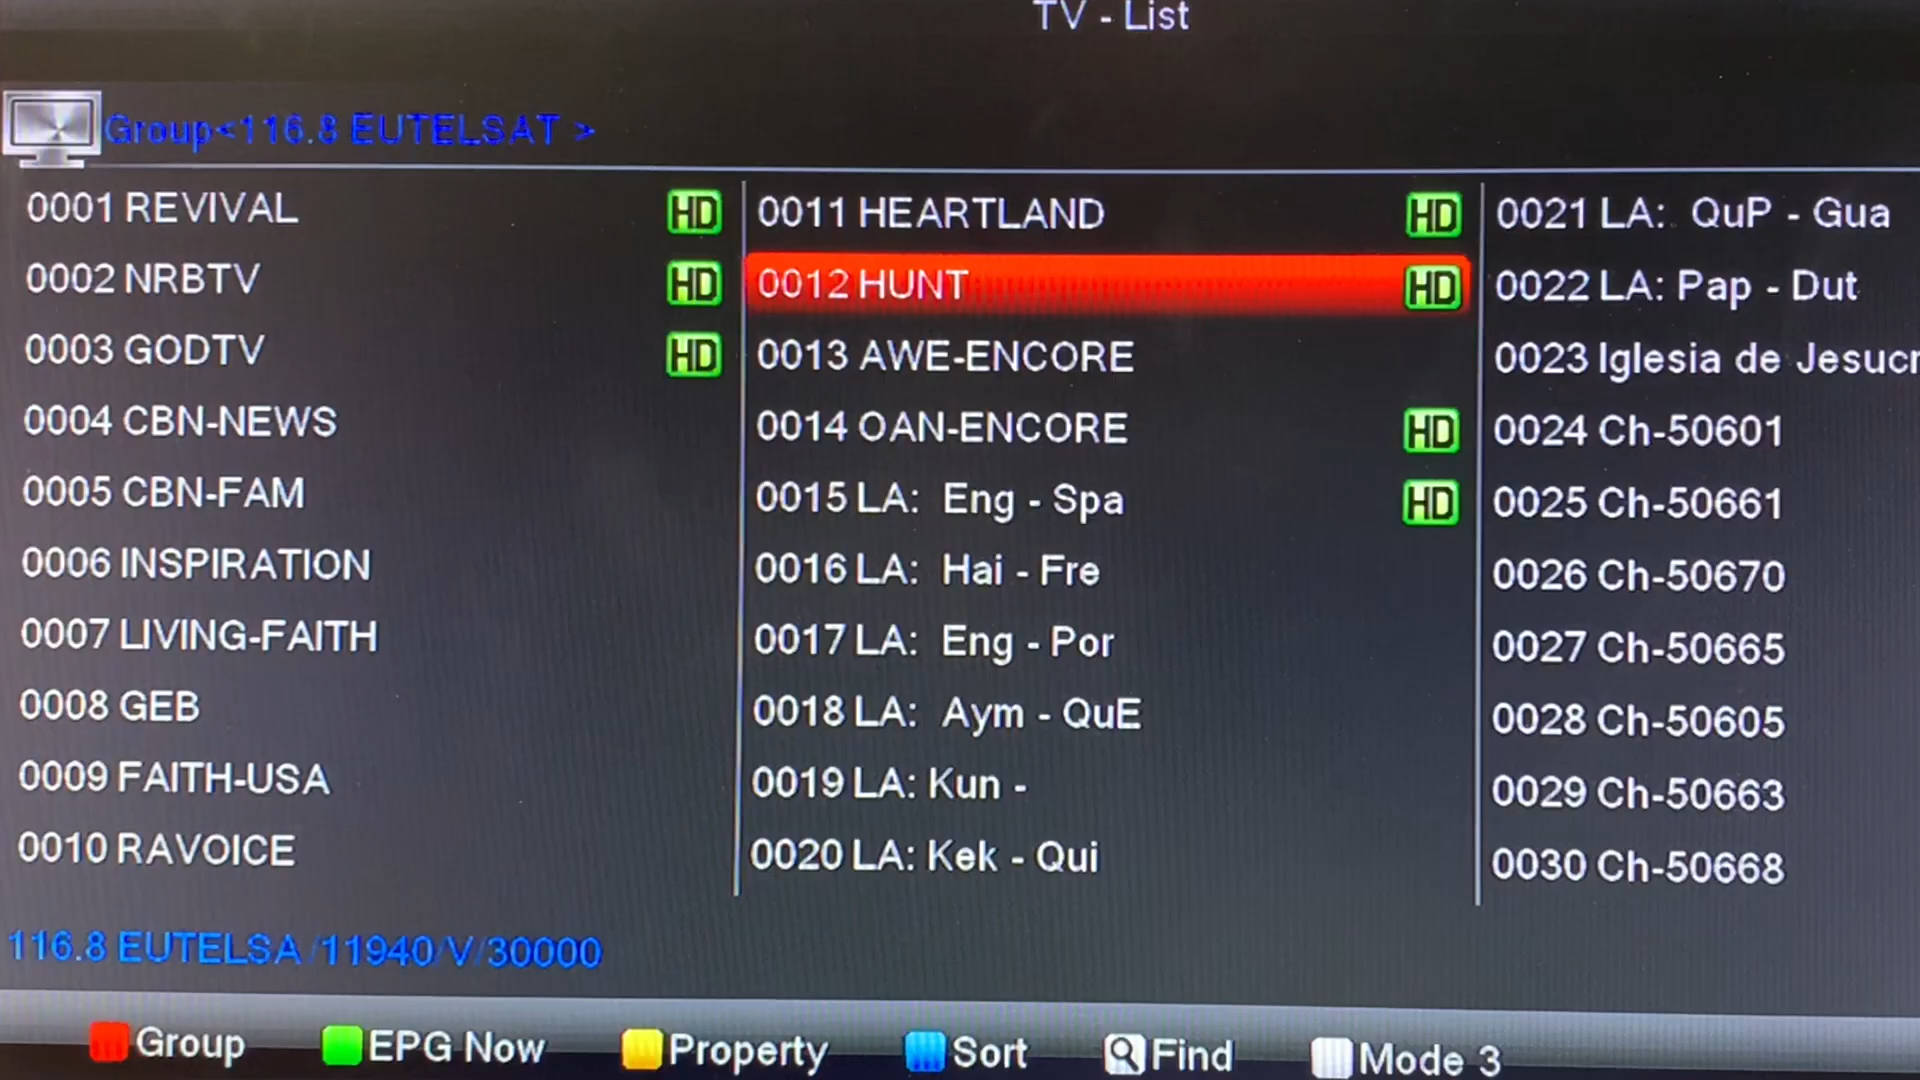 TV - List
Group<116.8 EUTELSAT >
0001 REVIVAL HD
0002 NRBTV HD
0003 GODTV HD
0004 CBN-NEWS
0005 CBN-FAM
0006 INSPIRATION
0007 LIVING-FAITH
0008 GEB
0009 FAITH-USA
0010 RAVOICE
0011 HEARTLAND HD
0012 HUNT HD
0013 AWE-ENCORE
0014 OAN-ENCORE HD
0015 LA: Eng - Spa HD
0016 LA: Hai - Fre
0017 LA: Eng - Por
0018 LA: Aym - QuE
0019 LA: Kun -
0020 LA: Kek - Qui
0021 LA: QuP - Gua
0022 LA: Pap - Dut
0023 Iglesia de Jesucr
0024 Ch-50601
0025 Ch-50661
0026 Ch-50670
0027 Ch-50665
0028 Ch-50605
0029 Ch-50663
0030 Ch-50668
116.8 EUTELSA /11940/V/30000
Group EPG Now Property Sort Find Mode 3